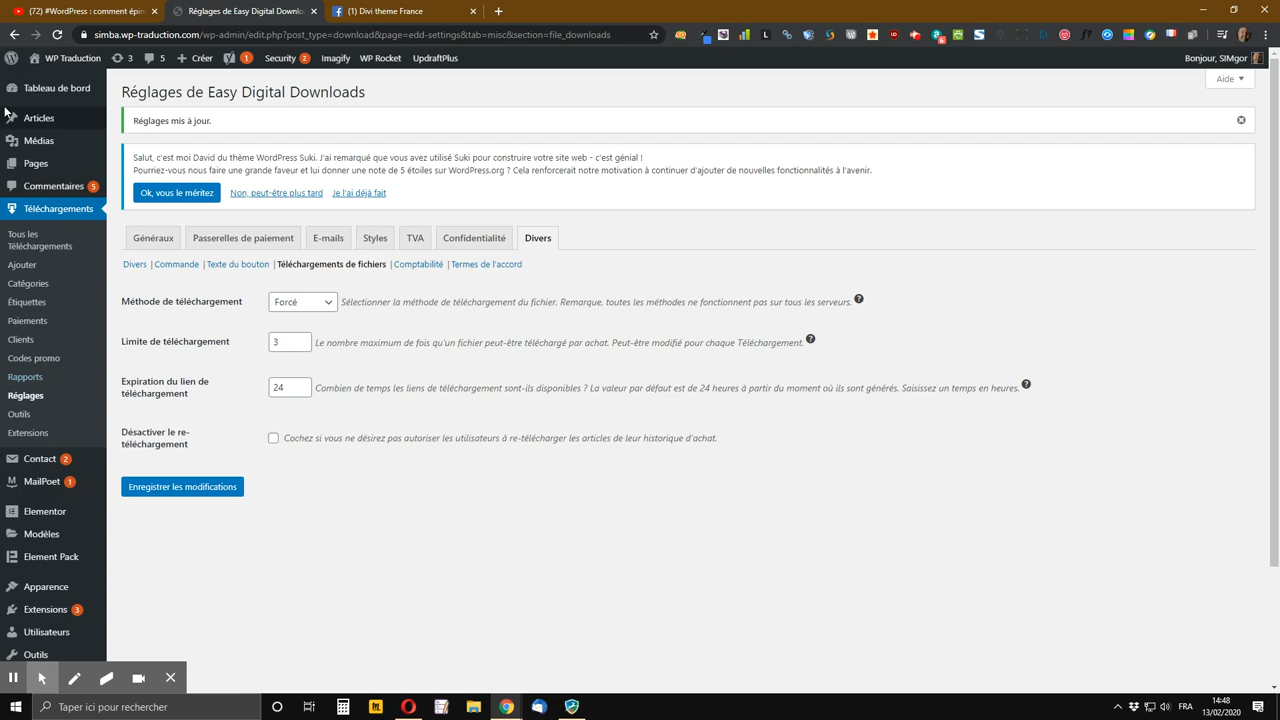 (72) #WordPress : comment épin
Réglages de Easy Digital Downloa
(1) Divi theme France
simba.wp-traduction.com/wp-admin/edit.php?post_type=download&page=edd-settings&tab=misc&section=file_downloads
WP Traduction
3
5
Créer
1
Security 2
Imagify
WP Rocket
UpdraftPlus
Bonjour, SIMgor
Aide
Tableau de bord
Articles
Médias
Pages
Commentaires 5
Téléchargements
Tous les
Téléchargements
Ajouter
Catégories
Étiquettes
Paiements
Clients
Codes promo
Rapports
Réglages
Outils
Extensions
Contact 2
MailPoet 1
Elementor
Modèles
Element Pack
Apparence
Extensions 3
Utilisateurs
Outils
Réglages de Easy Digital Downloads
Réglages mis à jour.
Salut, c'est moi David du thème WordPress Suki. J'ai remarqué que vous avez utilisé Suki pour construire votre site web - c'est génial !
Pourriez-vous nous faire une grande faveur et lui donner une note de 5 étoiles sur WordPress.org ? Cela renforcerait notre motivation à continuer d'ajouter de nouvelles fonctionnalités à l'avenir.
Ok, vous le méritez Non, peut-être plus tard Je l'ai déjà fait
Généraux Passerelles de paiement E-mails Styles TVA Confidentialité Divers
Divers | Commande | Texte du bouton | Téléchargements de fichiers | Comptabilité | Termes de l'accord
Méthode de téléchargement Forcé Sélectionner la méthode de téléchargement du fichier. Remarque, toutes les méthodes ne fonctionnent pas sur tous les serveurs.
Limite de téléchargement 3 Le nombre maximum de fois qu'un fichier peut-être téléchargé par achat. Peut-être modifié pour chaque Téléchargement.
Expiration du lien de
téléchargement 24 Combien de temps les liens de téléchargement sont-ils disponibles ? La valeur par défaut est de 24 heures à partir du moment où ils sont générés. Saisissez un temps en heures.
Désactiver le re-
téléchargement Cochez si vous ne désirez pas autoriser les utilisateurs à re-télécharger les articles de leur historique d'achat.
Enregistrer les modifications
Taper ici pour rechercher
FRA
14:48
13/02/2020